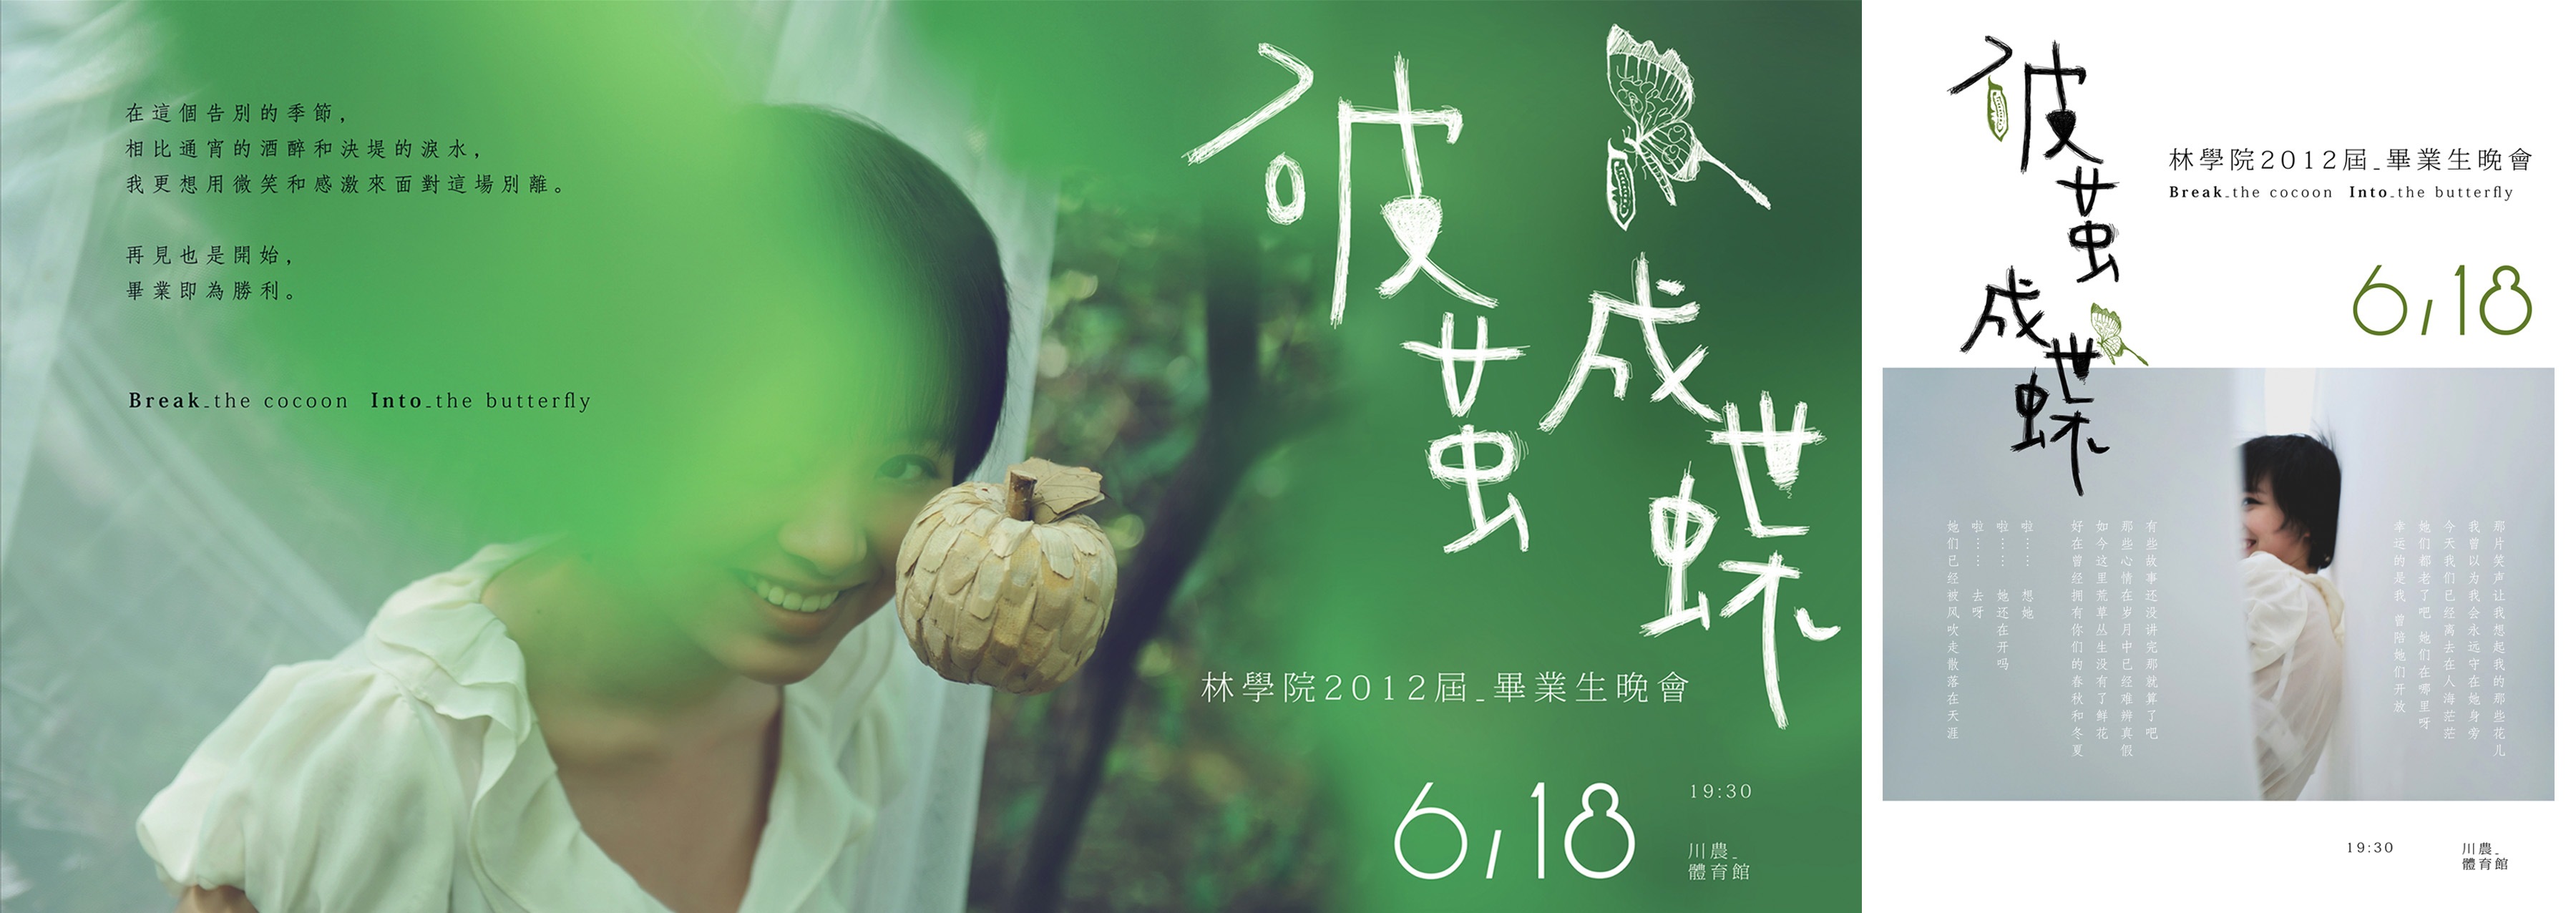 在這個告別的季節，
相比通宵的酒醉和決堤的淚水，
我更想用微笑和感激來面對這場別離。
再見也是開始，
畢業即為勝利。
Break_the cocoon Into_the butterfly
破茧
成蝶
林學院2012屆_畢業生晚會
6/18
19:30
川農_
體育館
破茧
成蝶
林學院2012屆_畢業生晚會
Break_the cocoon Into_the butterfly
6/18
那片笑声让我想起我的那些花儿
我曾以为我会永远守在她身旁
今天我们已经离去在人海茫茫
她们都老了吧 她们在哪里呀
幸运的是我 曾陪她们开放
有些故事还没讲完那就算了吧
那些心情在岁月中已经难辨真假
如今这里荒草丛生没有了鲜花
好在曾经拥有你们的春秋和冬夏
啦…… 想她
啦…… 她还在开吗
啦…… 去呀
她们已经被风吹走散落在天涯
19:30
川農_
體育館